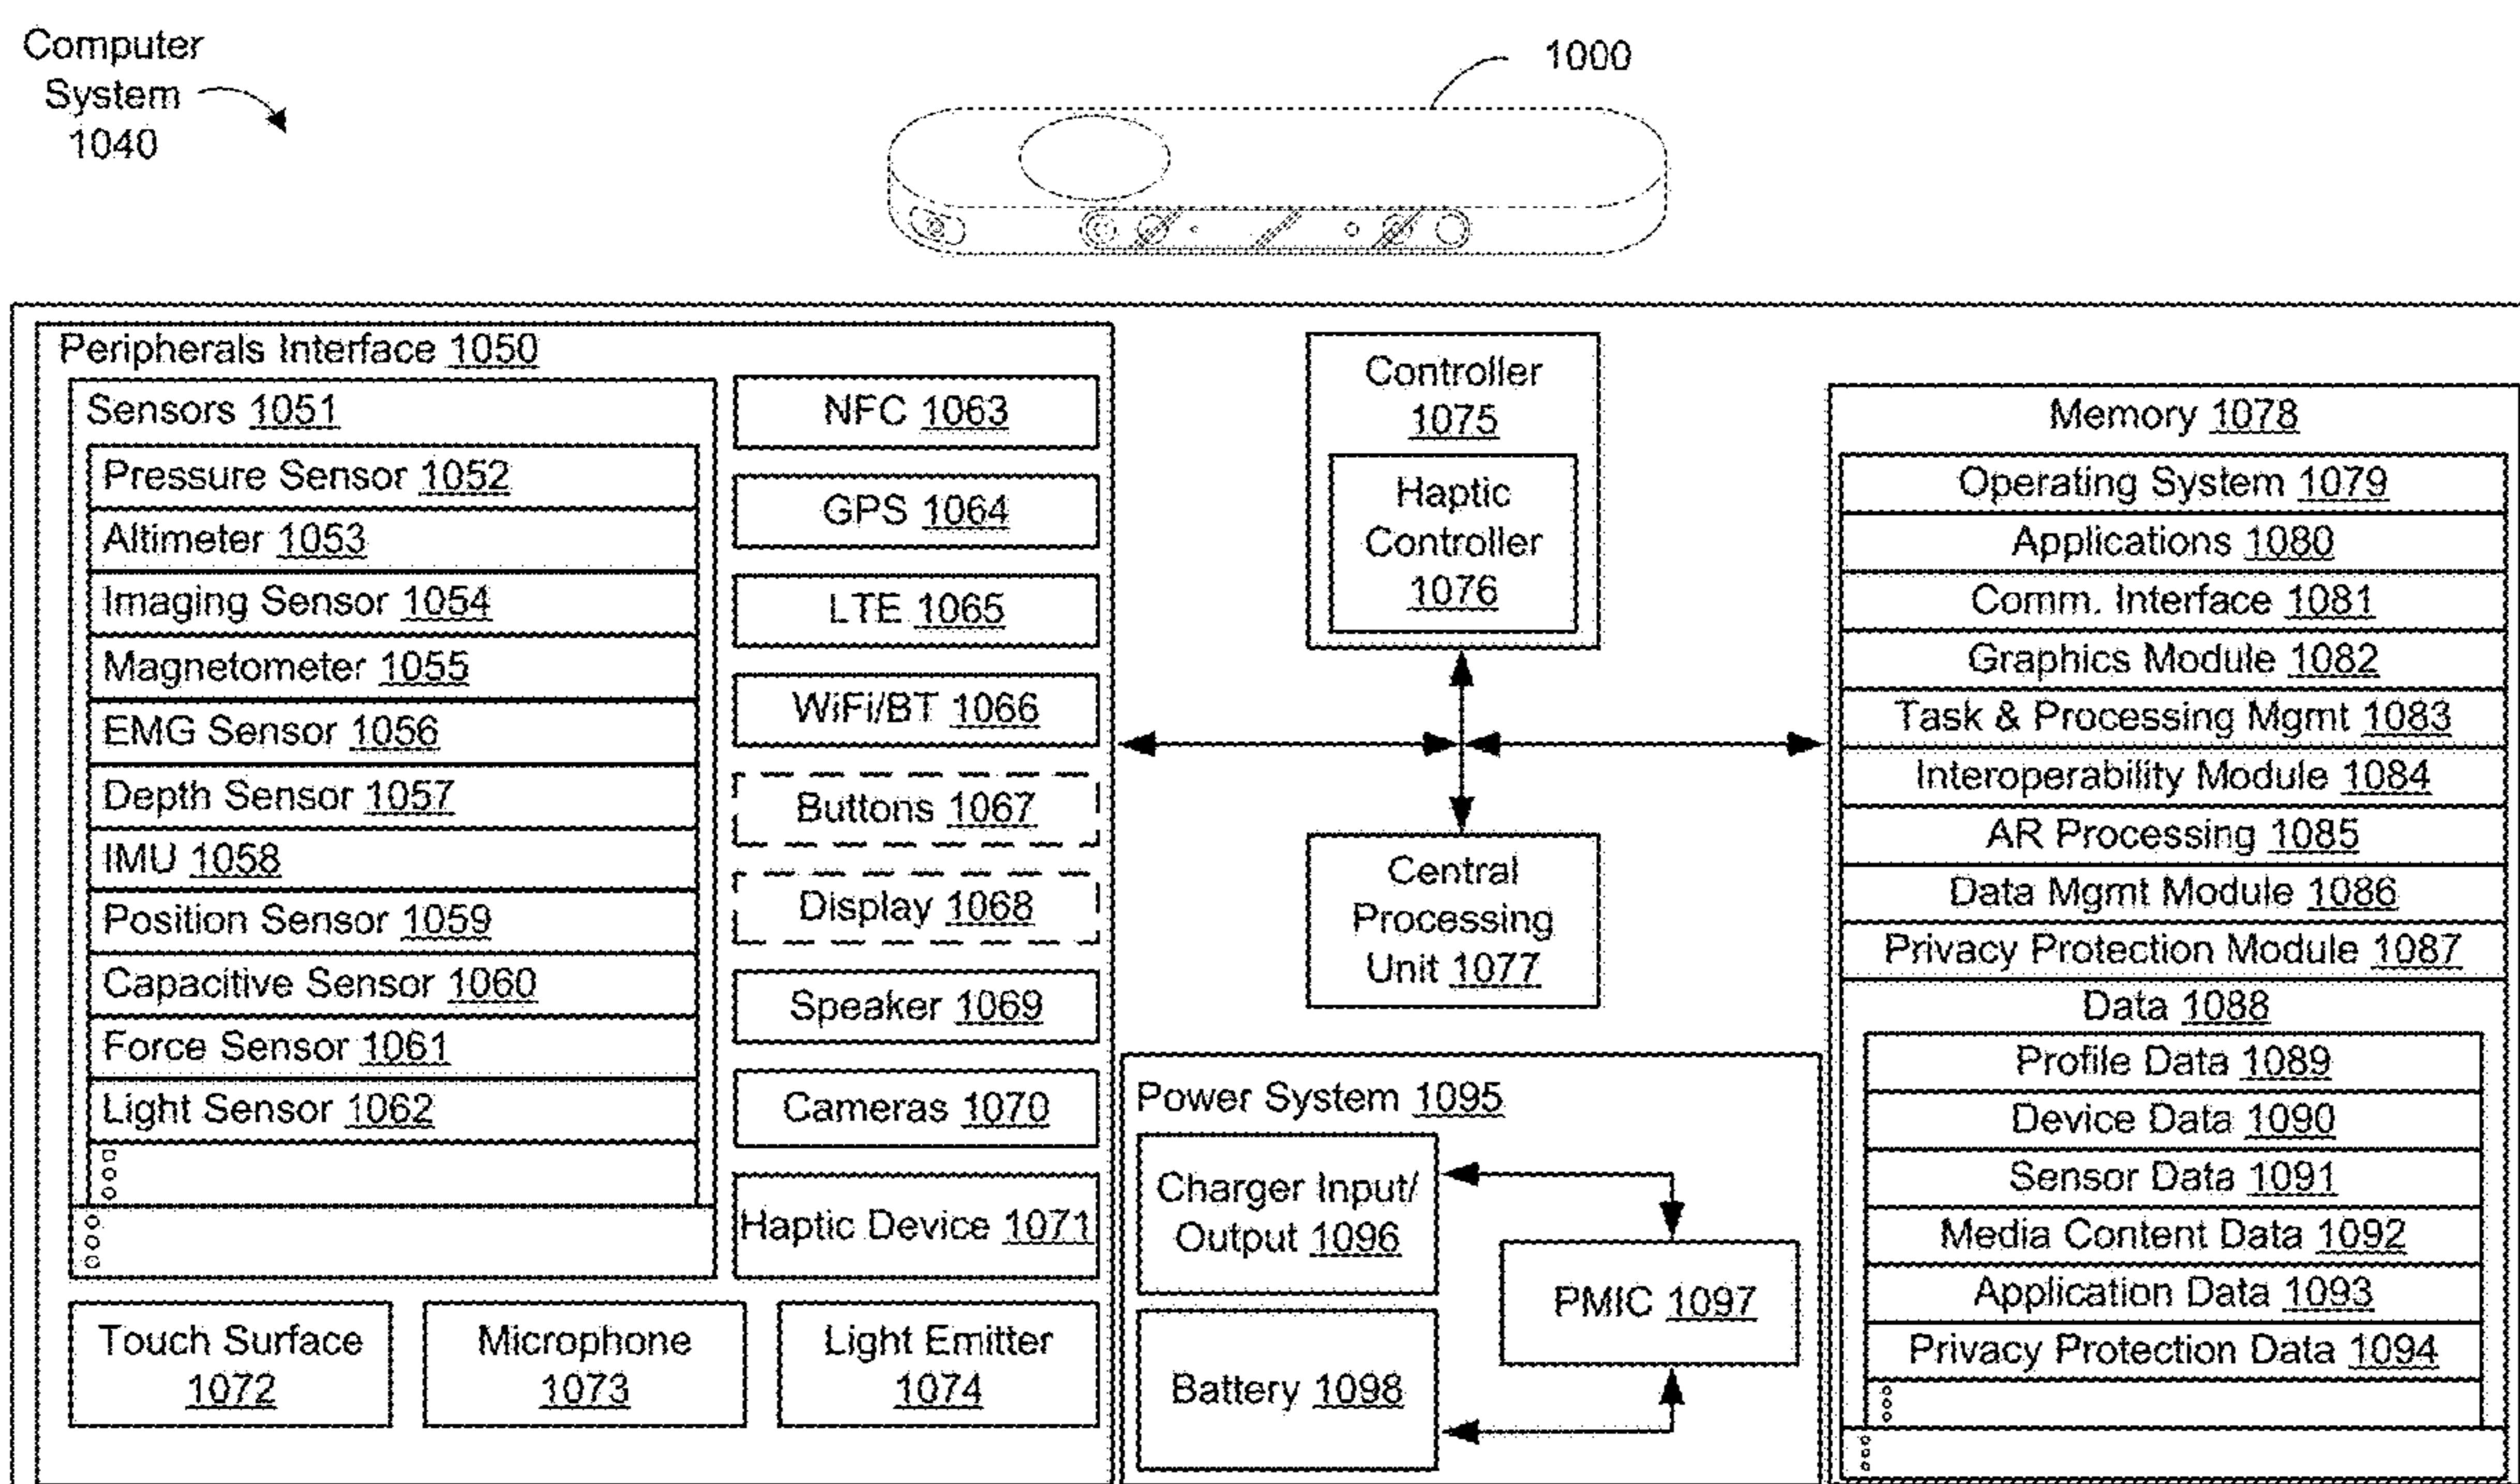 Computer
System
1040
1000
Peripherals Interface 1050
Sensors 1051
Pressure Sensor 1052
Altimeter 1053
Imaging Sensor 1054
Magnetometer 1055
EMG Sensor 1056
Depth Sensor 1057
IMU 1058
Position Sensor 1059
Capacitive Sensor 1060
Force Sensor 1061
Light Sensor 1062
NFC 1063
GPS 1064
LTE 1065
WiFi/BT 1066
Buttons 1067
Display 1068
Speaker 1069
Cameras 1070
Haptic Device 1071
Touch Surface
1072
Microphone
1073
Light Emitter
1074
Controller
1075
Haptic
Controller
1076
Central
Processing
Unit 1077
Power System 1095
Charger Input/
Output 1096
PMIC 1097
Battery 1098
Memory 1078
Operating System 1079
Applications 1080
Comm. Interface 1081
Graphics Module 1082
Task & Processing Mgmt 1083
Interoperability Module 1084
AR Processing 1085
Data Mgmt Module 1086
Privacy Protection Module 1087
Data 1088
Profile Data 1089
Device Data 1090
Sensor Data 1091
Media Content Data 1092
Application Data 1093
Privacy Protection Data 1094